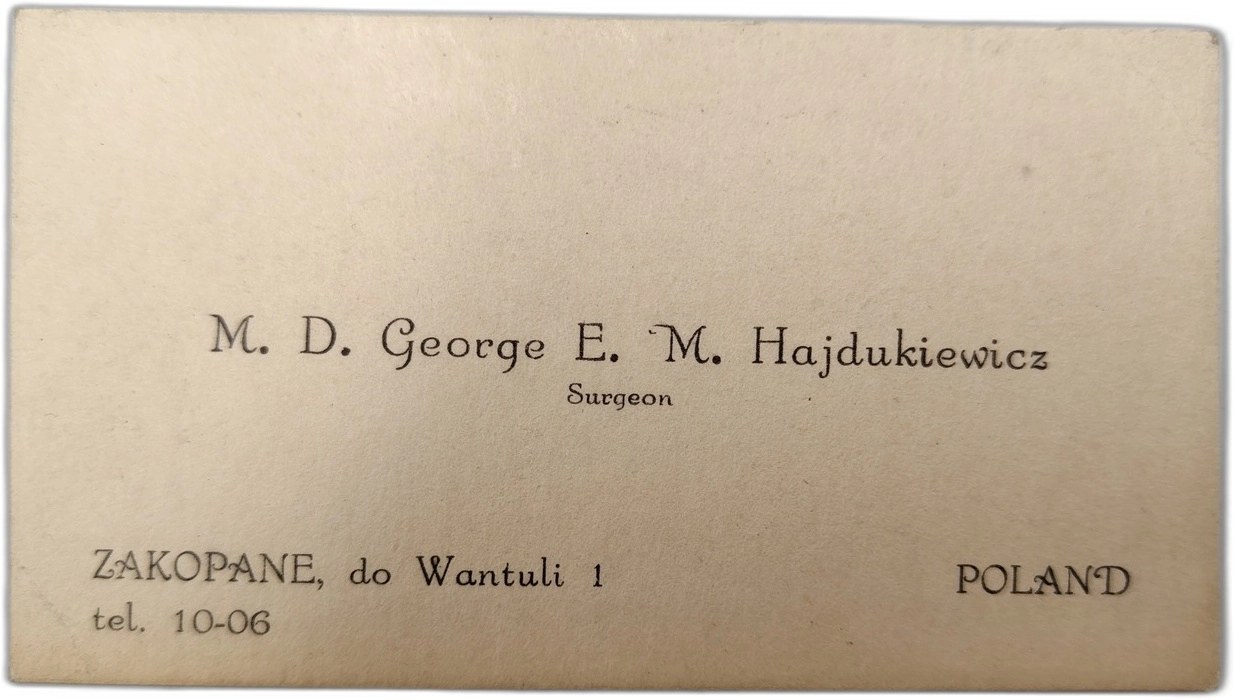 M. D. George E. M. Hajdukiewicz
Surgeon
ZAKOPANE, do Wantuli 1
POLAND
tel. 10-06